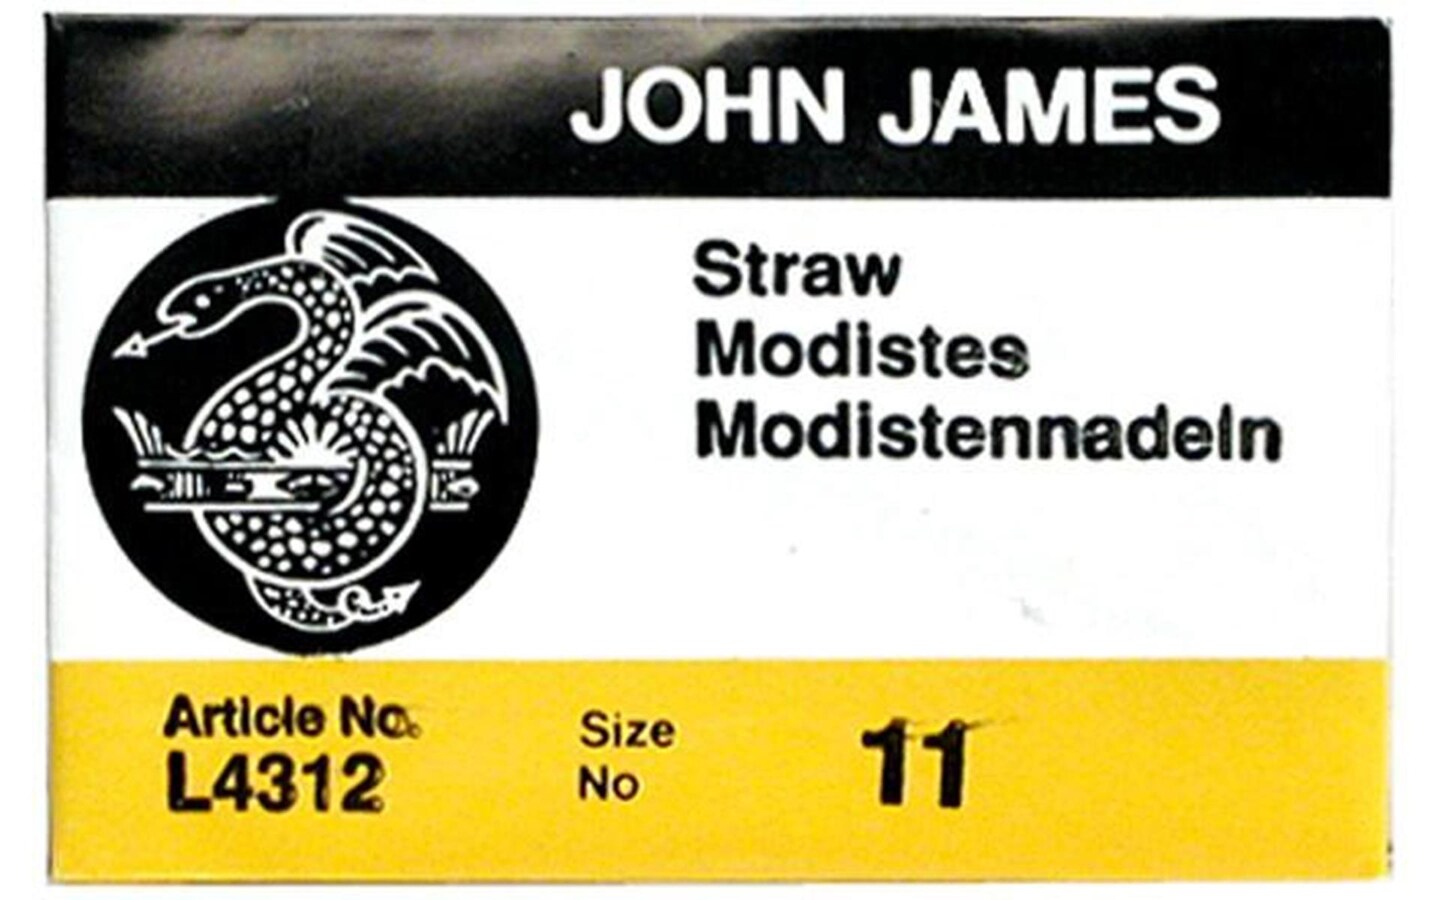 JOHN JAMES
Straw
Modistes
Modistennadeln
Article No.
L4312
Size
No
11